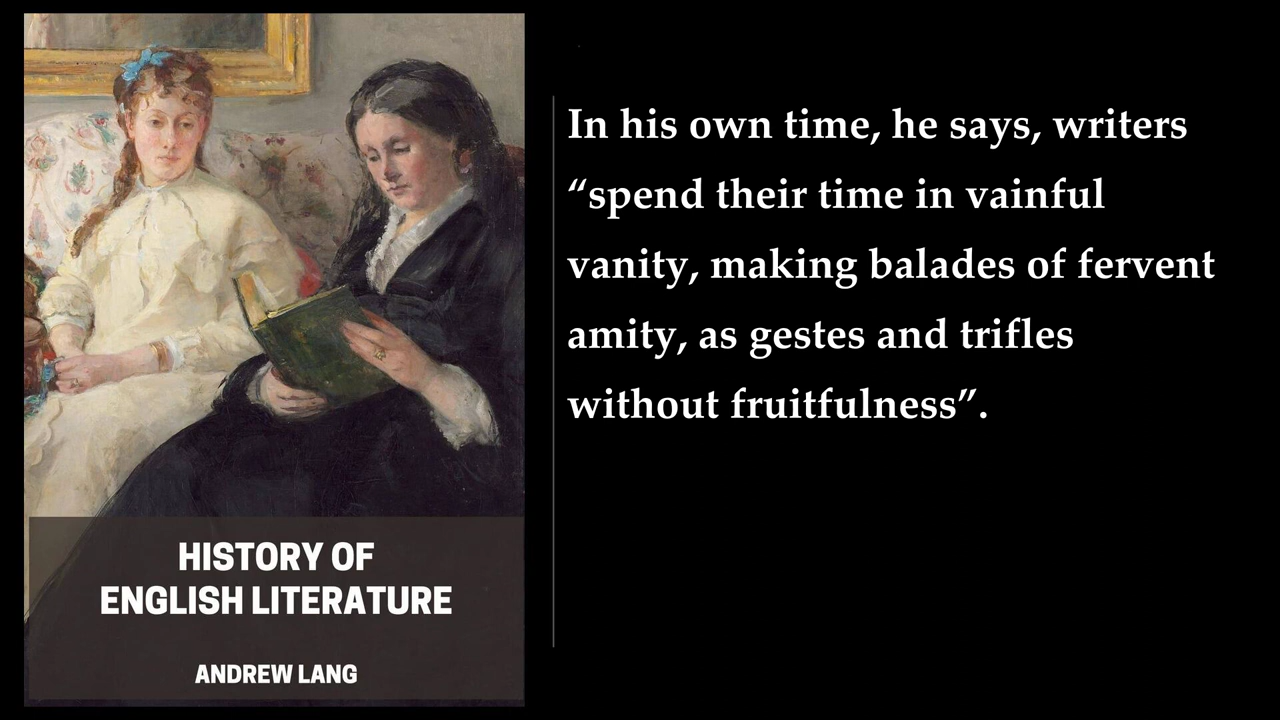 In his own time, he says, writers
“spend their time in vainful
vanity, making balades of fervent
amity, as gestes and trifles
without fruitfulness”.
HISTORY OF
ENGLISH LITERATURE
ANDREW LANG